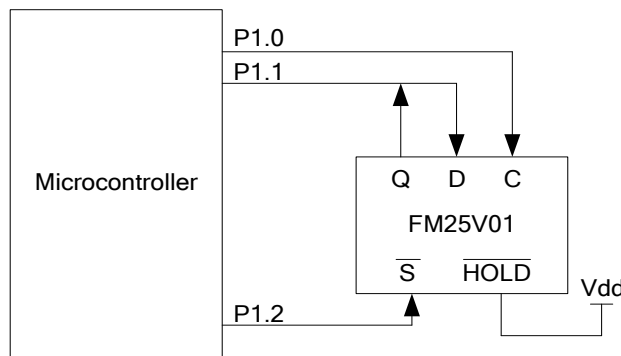 P1.0
P1.1
Microcontroller
Q D C
FM25V01
S HOLD
Vdd
P1.2